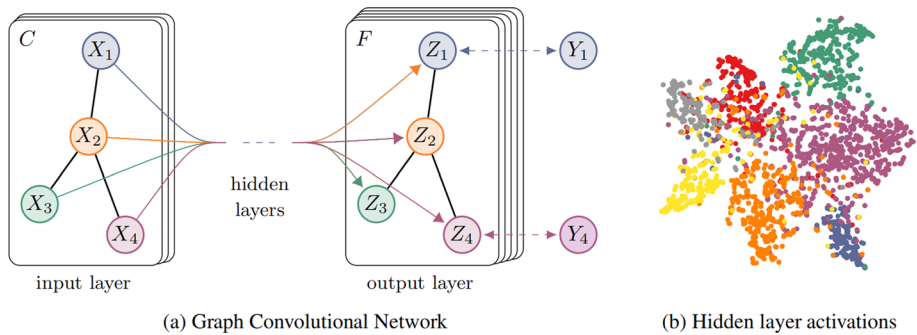 C
X₁
X₂
X₃
X₄
input layer
hidden
layers
F
Z₁
Z₂
Z₃
Z₄
output layer
Y₁
Y₄
(a) Graph Convolutional Network
(b) Hidden layer activations